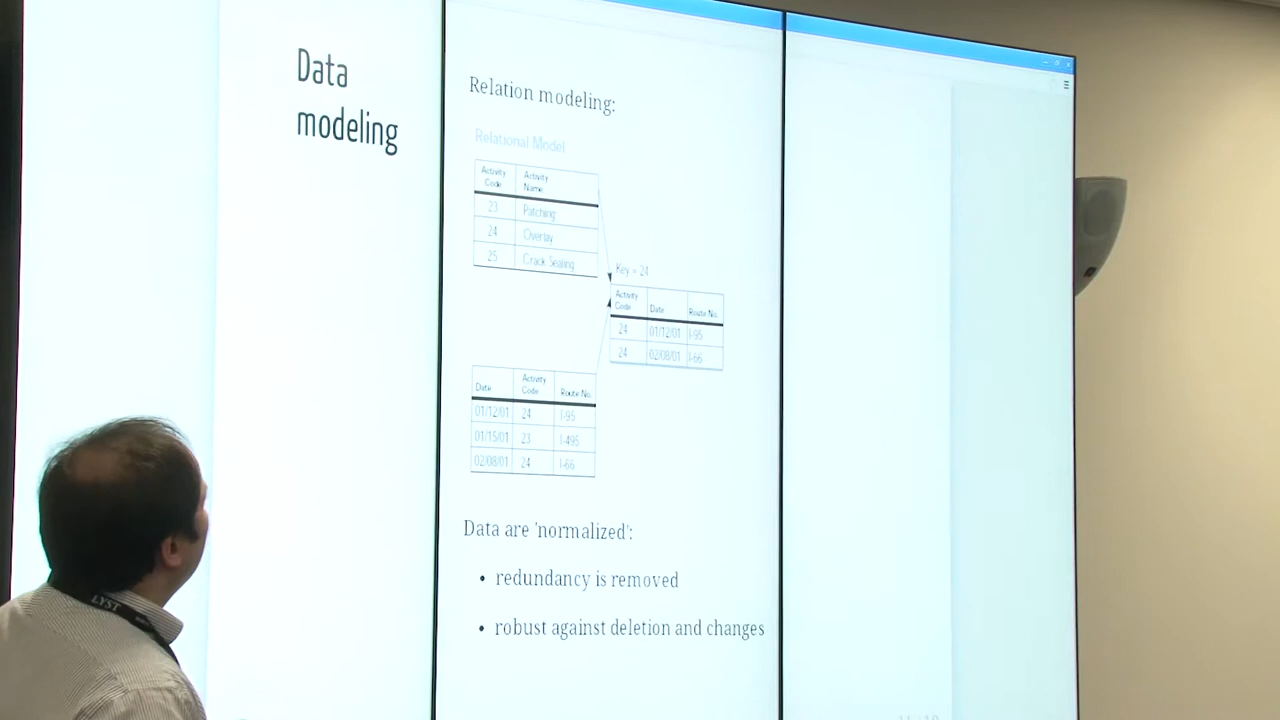 Data
modeling
Relation modeling:
Relational Model
Activity Code Activity Name
23 Patching
24 Overlay
25 Crack Sealing
Key = 24
Activity Code Date Route No.
24 01/12/01 I-95
24 02/08/01 I-66
Date Activity Code Route No.
01/12/01 24 I-95
01/15/01 23 I-495
02/08/01 24 I-66
Data are 'normalized':
• redundancy is removed
• robust against deletion and changes
LYST